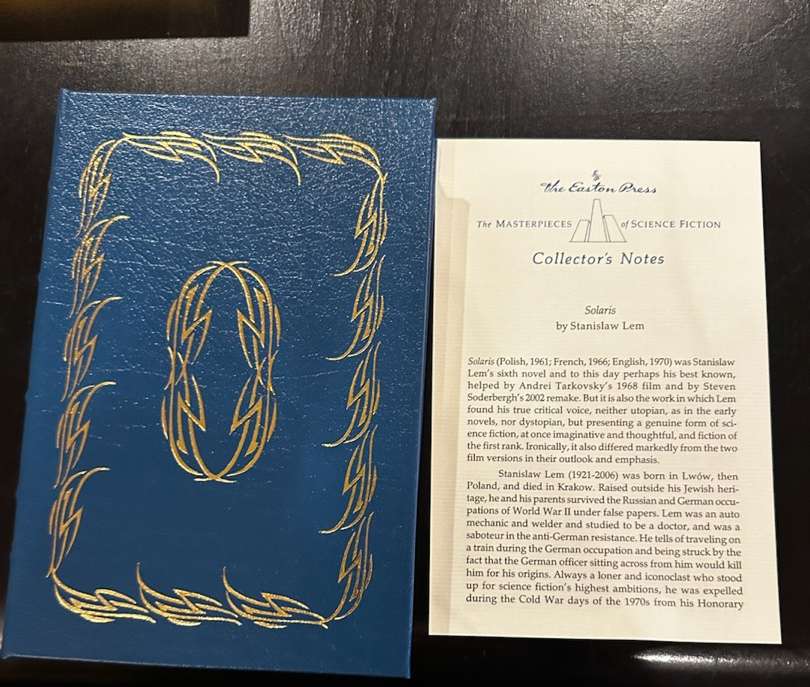 The Easton Press
The MASTERPIECES of SCIENCE FICTION
Collector's Notes
Solaris
by Stanislaw Lem
Solaris (Polish, 1961; French, 1966; English, 1970) was Stanislaw
Lem's sixth novel and to this day perhaps his best known,
helped by Andrei Tarkovsky's 1968 film and by Steven
Soderbergh's 2002 remake. But it is also the work in which Lem
found his true critical voice, neither utopian, as in the early
novels, nor dystopian, but presenting a genuine form of sci-
ence fiction, at once imaginative and thoughtful, and fiction of
the first rank. Ironically, it also differed markedly from the two
film versions in their outlook and emphasis.
Stanislaw Lem (1921-2006) was born in Lwów, then
Poland, and died in Krakow. Raised outside his Jewish heri-
tage, he and his parents survived the Russian and German occu-
pations of World War II under false papers. Lem was an auto
mechanic and welder and studied to be a doctor, and was a
saboteur in the anti-German resistance. He tells of traveling on
a train during the German occupation and being struck by the
fact that the German officer sitting across from him would kill
him for his origins. Always a loner and iconoclast who stood
up for science fiction's highest ambitions, he was expelled
during the Cold War days of the 1970s from his Honorary